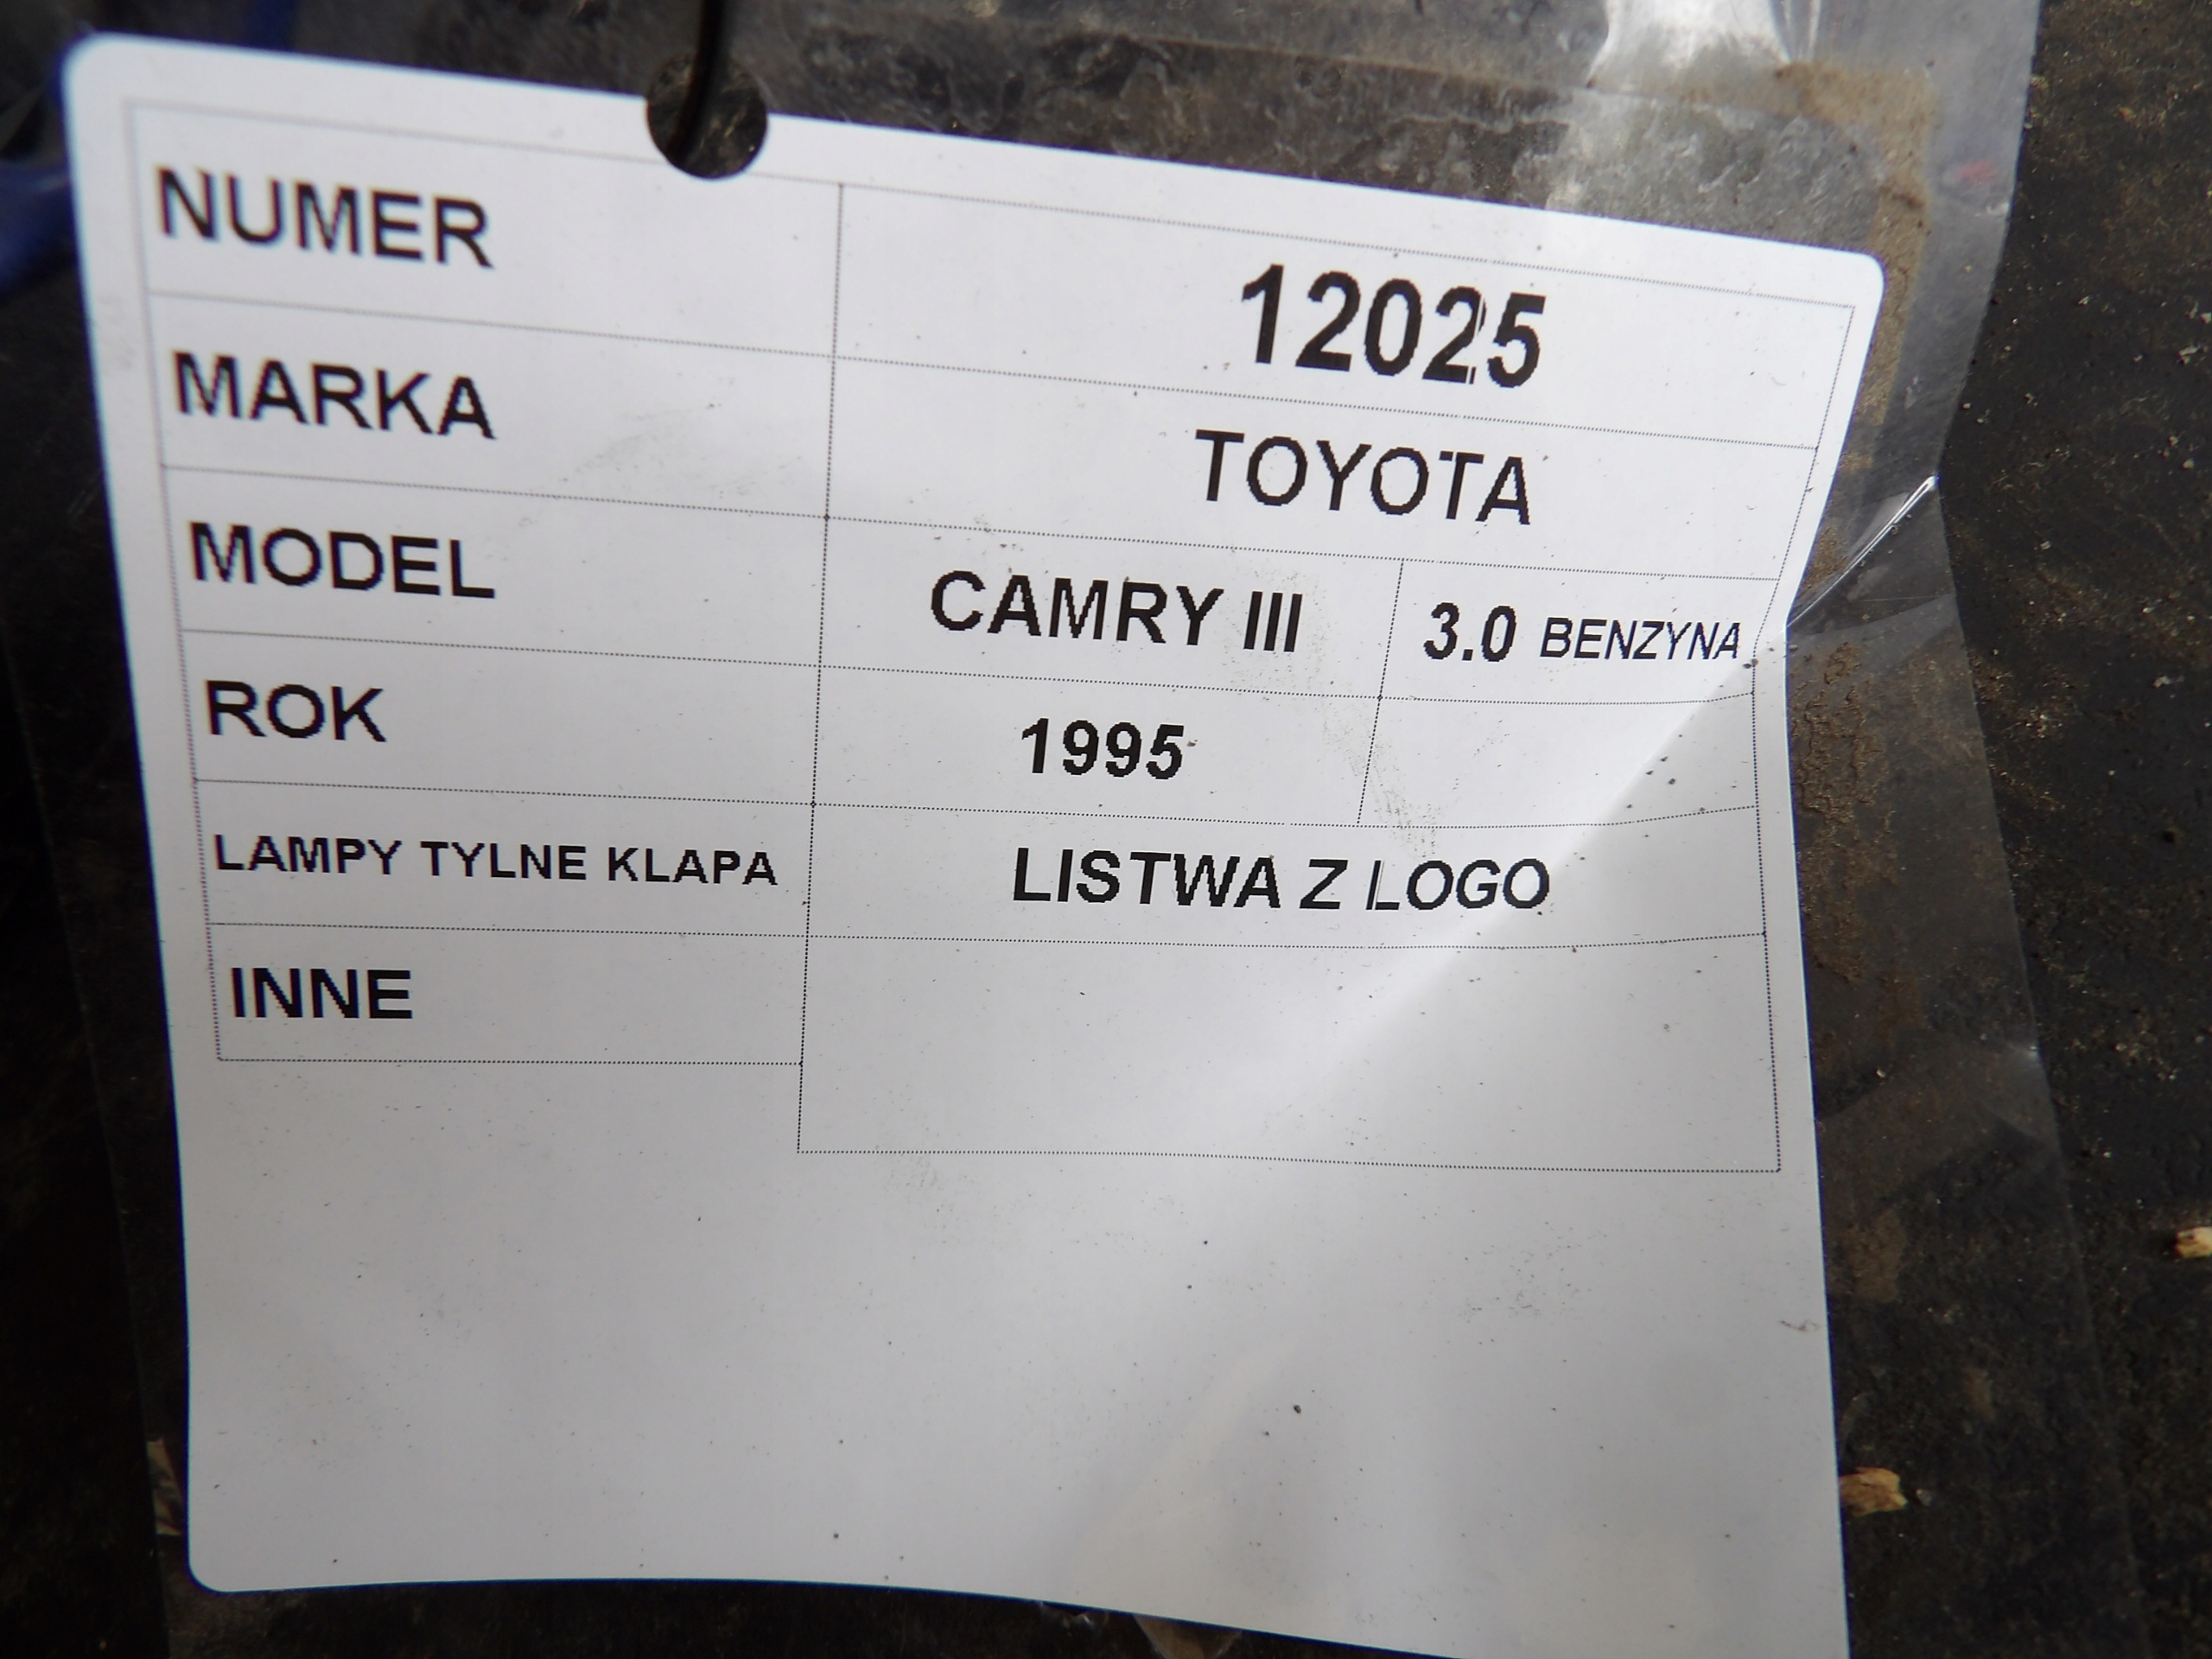 NUMER 12025
MARKA TOYOTA
MODEL CAMRY III 3.0 BENZYNA
ROK 1995
LAMPY TYLNE KLAPA LISTWA Z LOGO
INNE